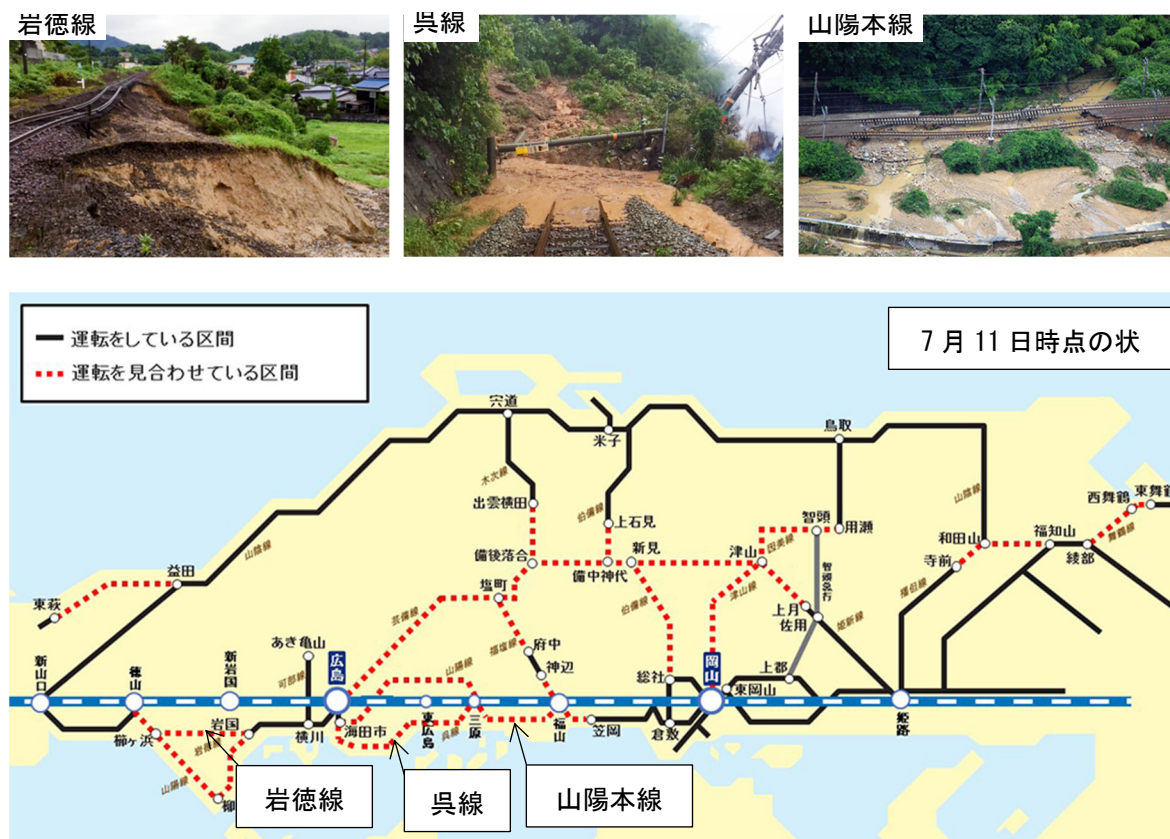 岩徳線
呉線
山陽本線
運転をしている区間
運転を見合わせている区間
7月11日時点の状
宍道
米子
鳥取
木次線
伯備線
山陰線
西舞鶴
東舞鶴
舞鶴線
出雲横田
上石見
智頭
用瀬
因美線
和田山
福知山
綾部
山陰線
備後落合
備中神代
新見
津山
寺前
益田
東萩
塩町
芸備線
伯備線
津山線
智頭急行
播但線
上月
佐用
姫新線
あき亀山
府中
福塩線
神辺
山陽線
可部線
新山口
徳山
新岩国
広島
総社
岡山
上郡
東岡山
岩国
横川
海田市
東広島
三原
福山
笠岡
倉敷
姫路
櫛ヶ浜
岩徳線
呉線
山陽線
柳
岩徳線
呉線
山陽本線